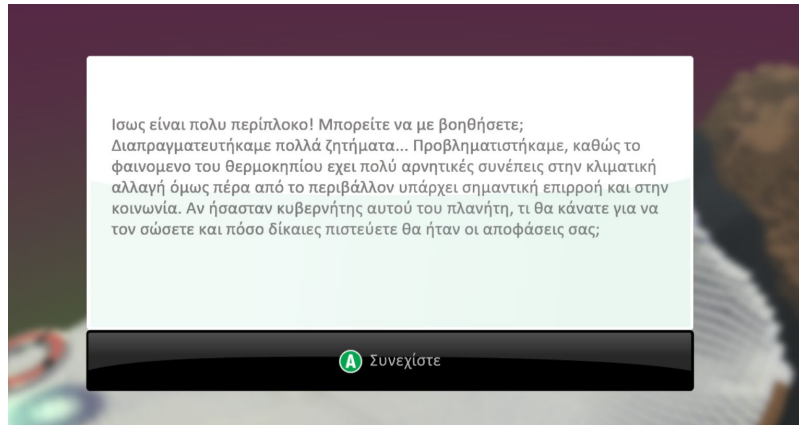 Ισως είναι πολυ περίπλοκο! Μπορείτε να με βοηθήσετε;
Διαπραγματευτήκαμε πολλά ζητήματα... Προβληματιστήκαμε, καθώς το
φαινομενο του θερμοκηπίου εχει πολύ αρνητικές συνέπεις στην κλιματική
αλλαγή όμως πέρα από το περιβάλλον υπάρχει σημαντική επιρροή και στην
κοινωνία. Αν ήσασταν κυβερνήτης αυτού του πλανήτη, τι θα κάνατε για να
τον σώσετε και πόσο δίκαιες πιστεύετε θα ήταν οι αποφάσεις σας;
A Συνεχίστε